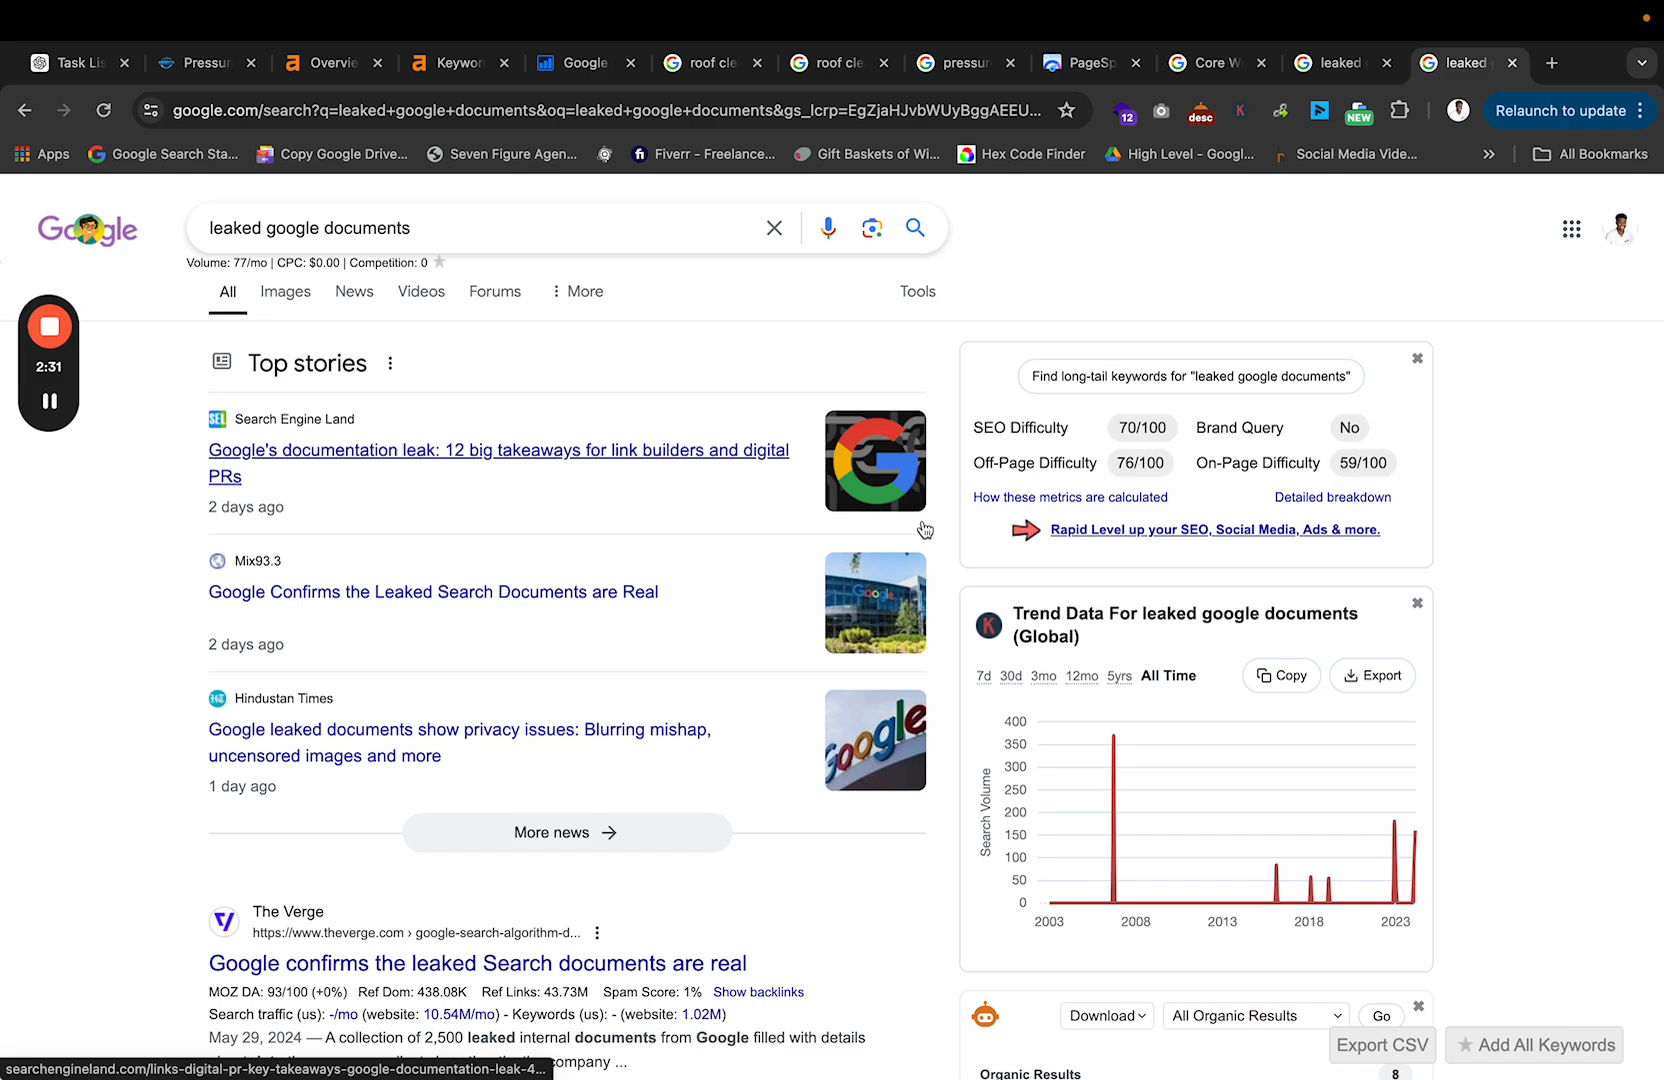 Task Lis
Pressur
Overvie
Keywor
Google
roof cle
roof cle
pressur
PageSp
Core W
leaked
leaked
google.com/search?q=leaked+google+documents&oq=leaked+google+documents&gs_lcrp=EgZjaHJvbWUyBggAEEU...
12
desc
K
NEW
Relaunch to update
Apps
Google Search Sta...
Copy Google Drive...
Seven Figure Agen...
Fiverr - Freelance...
Gift Baskets of Wi...
Hex Code Finder
High Level - Googl...
Social Media Vide...
»
All Bookmarks
Google
leaked google documents
Volume: 77/mo | CPC: $0.00 | Competition: 0
All
Images
News
Videos
Forums
More
Tools
2:31
Top stories
SEL
Search Engine Land
Google's documentation leak: 12 big takeaways for link builders and digital
PRs
2 days ago
Mix93.3
Google Confirms the Leaked Search Documents are Real
2 days ago
Google
HT
Hindustan Times
Google leaked documents show privacy issues: Blurring mishap,
uncensored images and more
1 day ago
Google
More news
The Verge
https://www.theverge.com › google-search-algorithm-d...
Google confirms the leaked Search documents are real
MOZ DA: 93/100 (+0%) Ref Dom: 438.08K Ref Links: 43.73M Spam Score: 1% Show backlinks
Search traffic (us): -/mo (website: 10.54M/mo) - Keywords (us): - (website: 1.02M)
May 29, 2024 — A collection of 2,500 leaked internal documents from Google filled with details
company ...
searchengineland.com/links-digital-pr-key-takeaways-google-documentation-leak-4...
Find long-tail keywords for "leaked google documents"
SEO Difficulty 70/100 Brand Query No
Off-Page Difficulty 76/100 On-Page Difficulty 59/100
How these metrics are calculated Detailed breakdown
Rapid Level up your SEO, Social Media, Ads & more.
K
Trend Data For leaked google documents
(Global)
7d 30d 3mo 12mo 5yrs All Time
Copy
Export
Search Volume
400
350
300
250
200
150
100
50
0
2003 2008 2013 2018 2023
Download
All Organic Results
Go
Export CSV
Add All Keywords
Organic Results 8